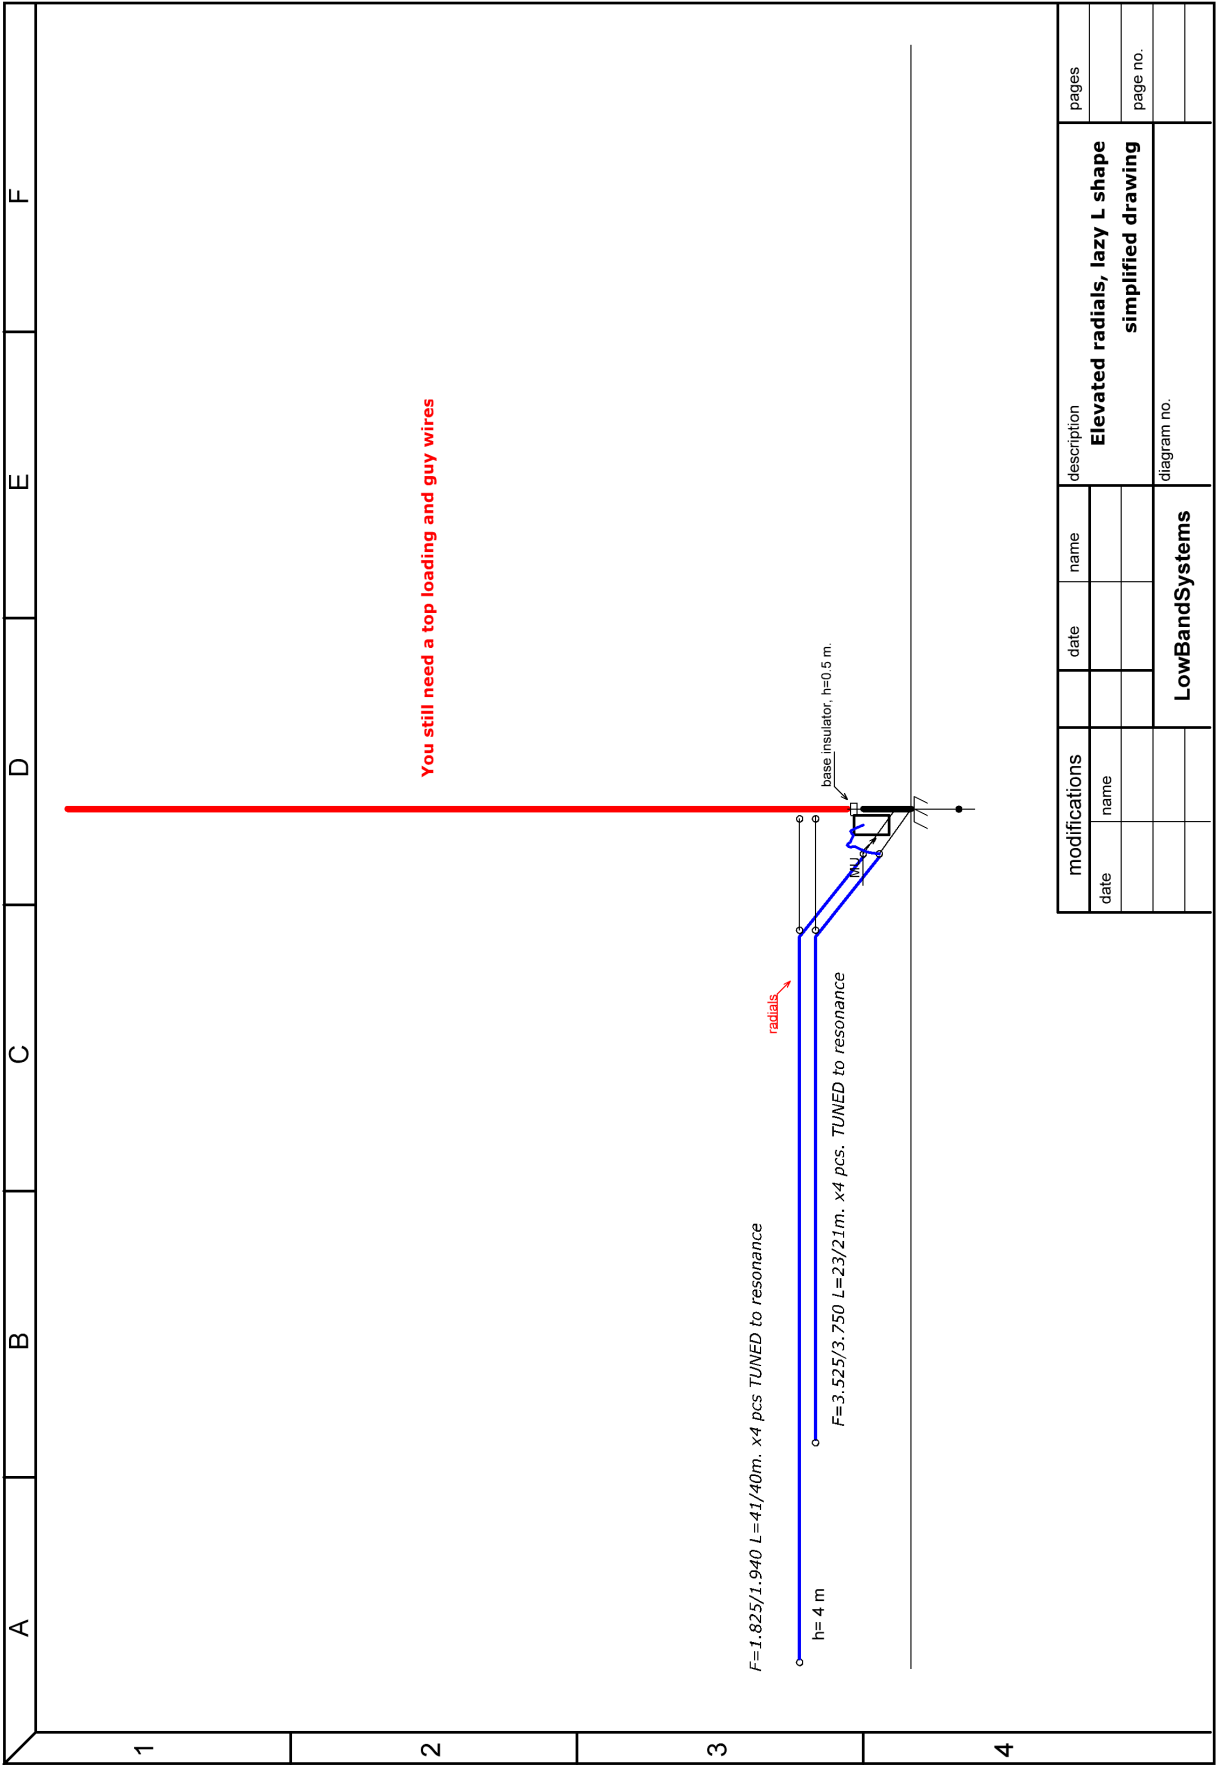 A
B
C
D
E
F
1
2
3
4
You still need a top loading and guy wires
base insulator, h=0.5 m.
MU
radials
F=1.825/1.940 L=41/40m. x4 pcs TUNED to resonance
F=3.525/3.750 L=23/21m. x4 pcs. TUNED to resonance
h= 4 m
modifications
date
name
date
name
LowBandSystems
description
Elevated radials, lazy L shape
simplified drawing
diagram no.
pages
page no.